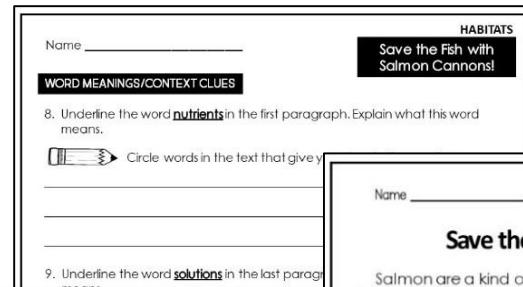 HABITATS
Name
Save the Fish with
Salmon Cannons!
WORD MEANINGS/CONTEXT CLUES
8. Underline the word nutrients in the first paragraph. Explain what this word
means.
Circle words in the text that give y
9. Underline the word solutions in the last paragr
Name
Save the
Salmon are a kind o